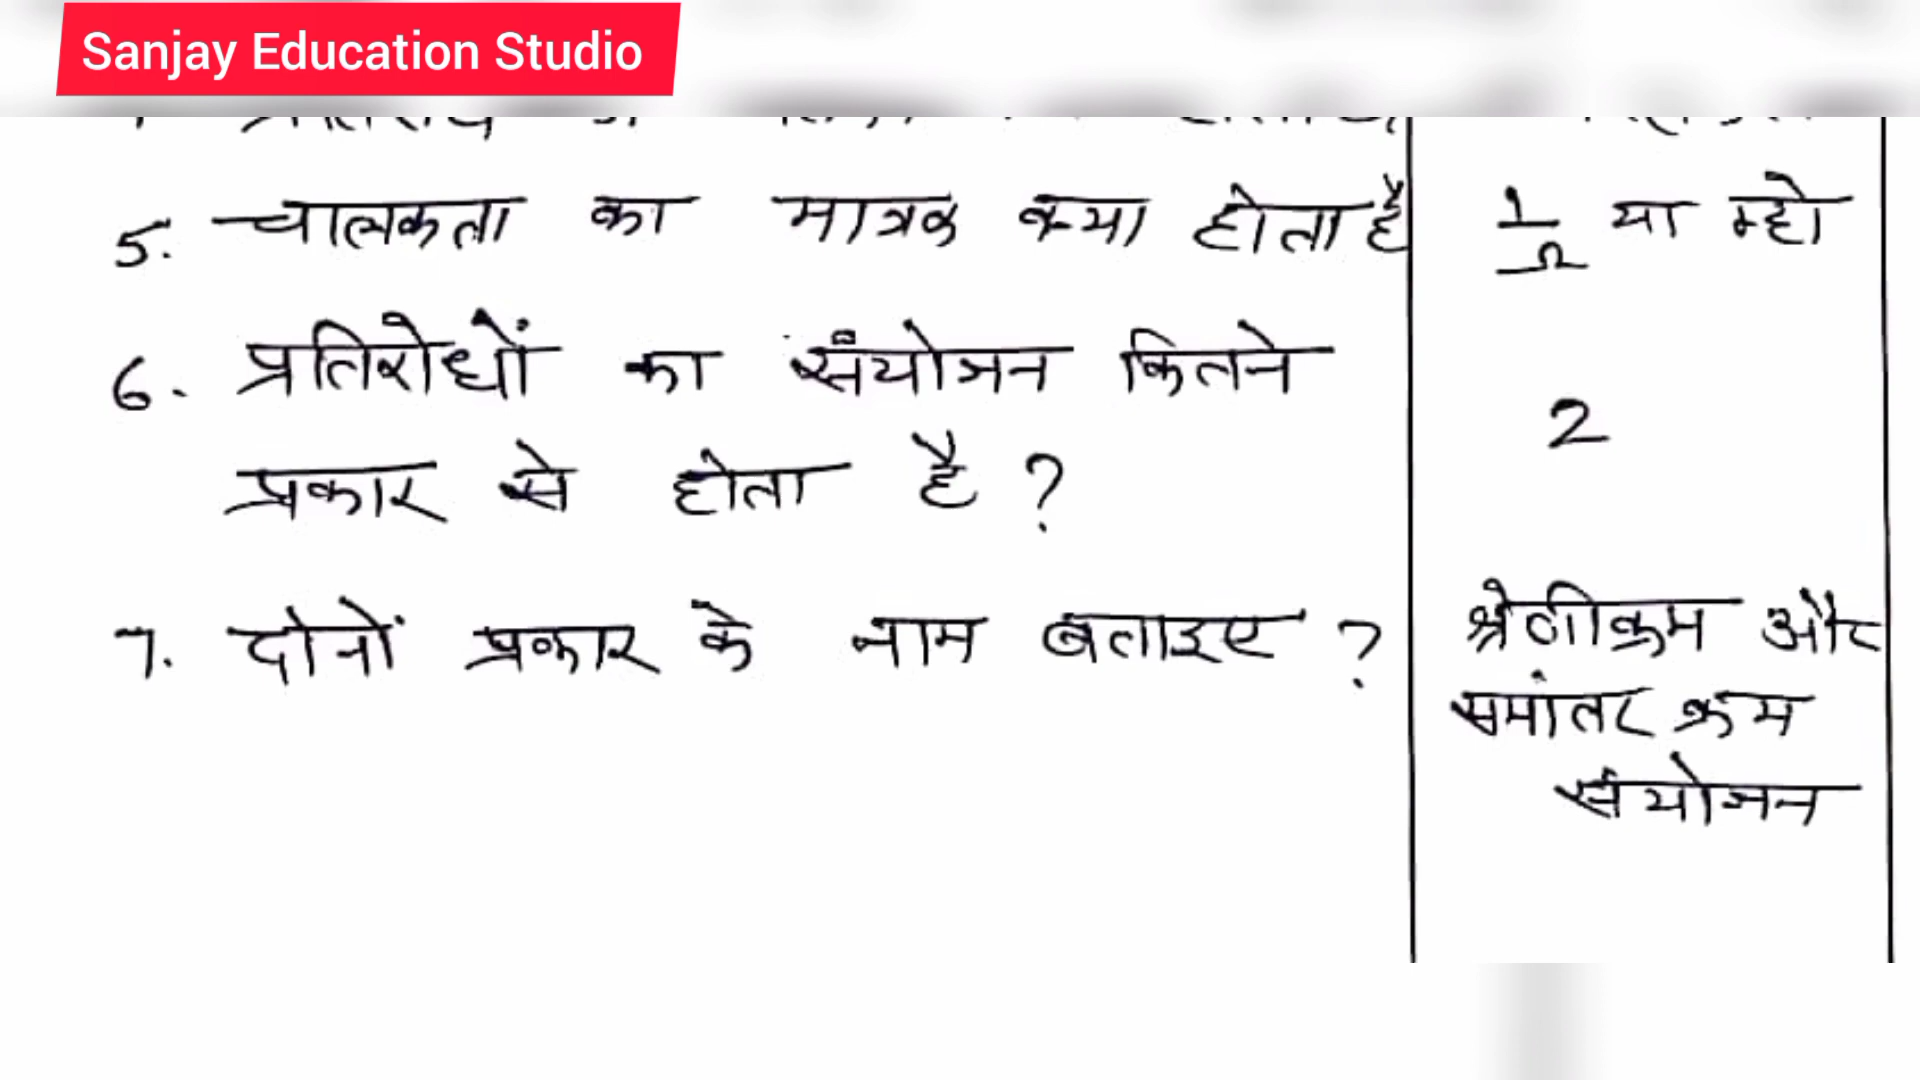 Sanjay Education Studio
5. चालकता का मात्रक क्या होता है
1/Ω या म्हो
6. प्रतिरोधों का संयोजन कितने
प्रकार से होता है ?
2
7. दोनों प्रकार के नाम बताइए ?
श्रेणीक्रम और
समांतर क्रम
संयोजन